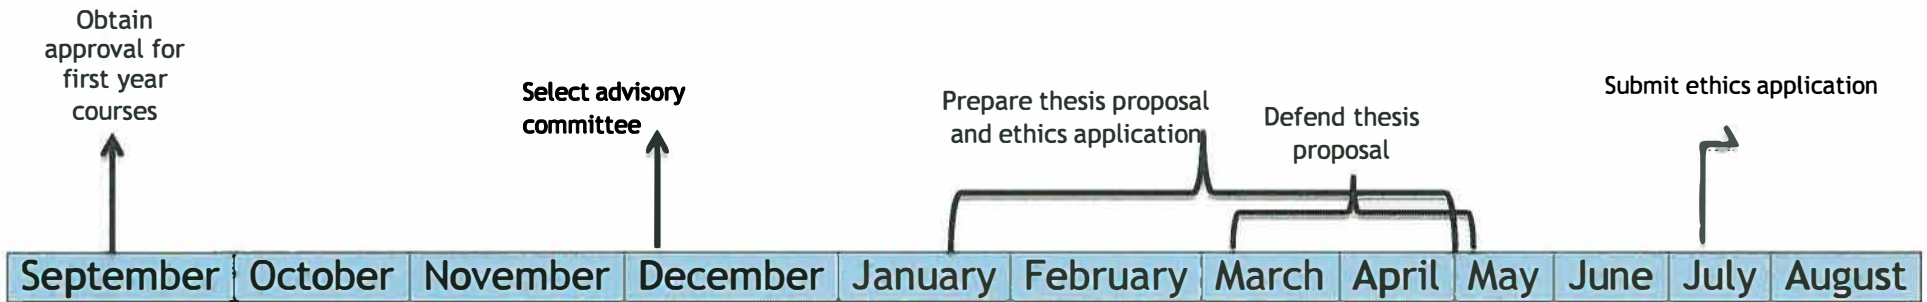 Obtain
approval for
first year
courses
Select advisory
committee
Prepare thesis proposal
and ethics application
Defend thesis
proposal
Submit ethics application
September October November December January February March April May June July August